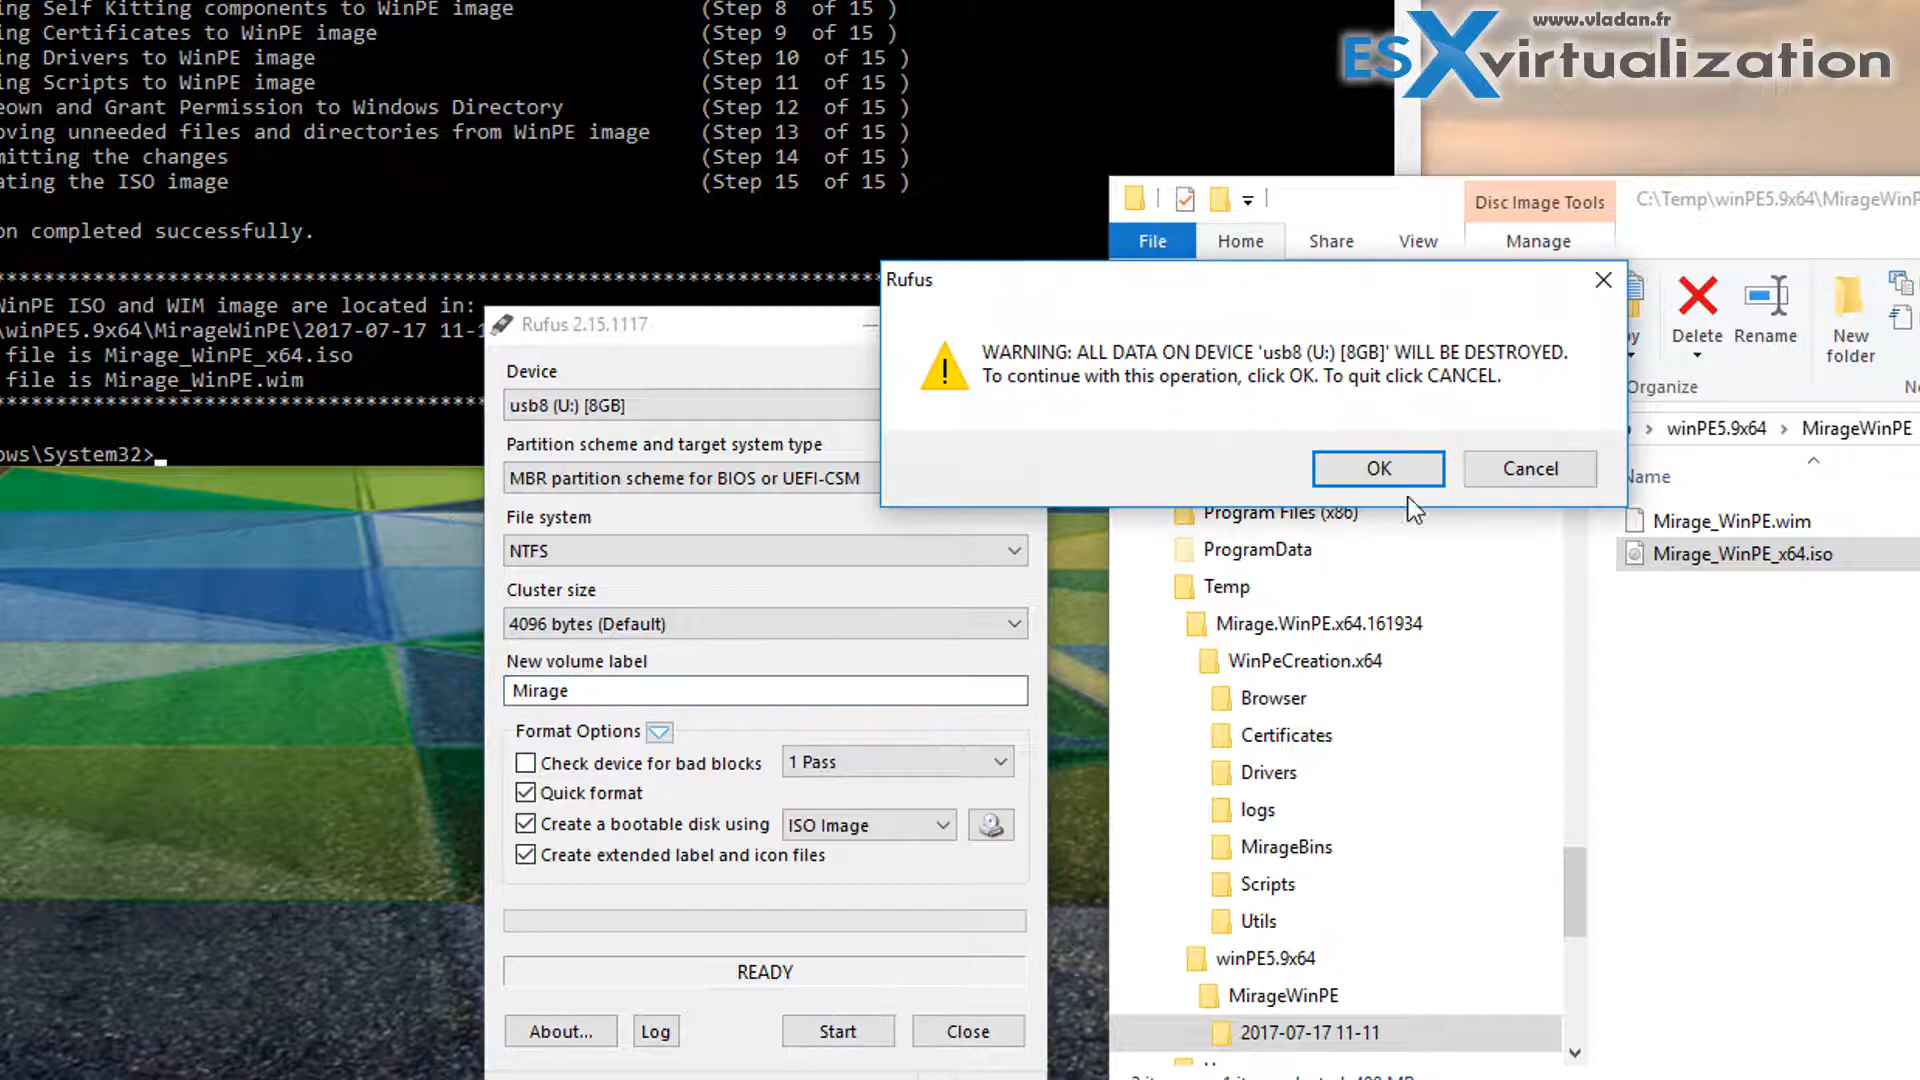 ing Self Kitting components to WinPE image (Step 8 of 15 )
ing Certificates to WinPE image (Step 9 of 15 )
ing Drivers to WinPE image (Step 10 of 15 )
ing Scripts to WinPE image (Step 11 of 15 )
eown and Grant Permission to Windows Directory (Step 12 of 15 )
oving unneeded files and directories from WinPE image (Step 13 of 15 )
mitting the changes (Step 14 of 15 )
ating the ISO image (Step 15 of 15 )
on completed successfully.
WinPE ISO and WIM image are located in:
\winPE5.9x64\MirageWinPE\2017-07-17 11-1
file is Mirage_WinPE_x64.iso
file is Mirage_WinPE.wim
ows\System32>
www.vladan.fr
ESXvirtualization
Disc Image Tools
C:\Temp\winPE5.9x64\MirageWinP
File Home Share View Manage
Delete Rename New folder
Organize
winPE5.9x64 > MirageWinPE
Name
Mirage_WinPE.wim
Mirage_WinPE_x64.iso
Rufus
WARNING: ALL DATA ON DEVICE 'usb8 (U:) [8GB]' WILL BE DESTROYED.
To continue with this operation, click OK. To quit click CANCEL.
OK Cancel
Rufus 2.15.1117
Device
usb8 (U:) [8GB]
Partition scheme and target system type
MBR partition scheme for BIOS or UEFI-CSM
File system
NTFS
Cluster size
4096 bytes (Default)
New volume label
Mirage
Format Options
Check device for bad blocks 1 Pass
Quick format
Create a bootable disk using ISO Image
Create extended label and icon files
READY
About... Log Start Close
Program Files (x86)
ProgramData
Temp
Mirage.WinPE.x64.161934
WinPeCreation.x64
Browser
Certificates
Drivers
logs
MirageBins
Scripts
Utils
winPE5.9x64
MirageWinPE
2017-07-17 11-11